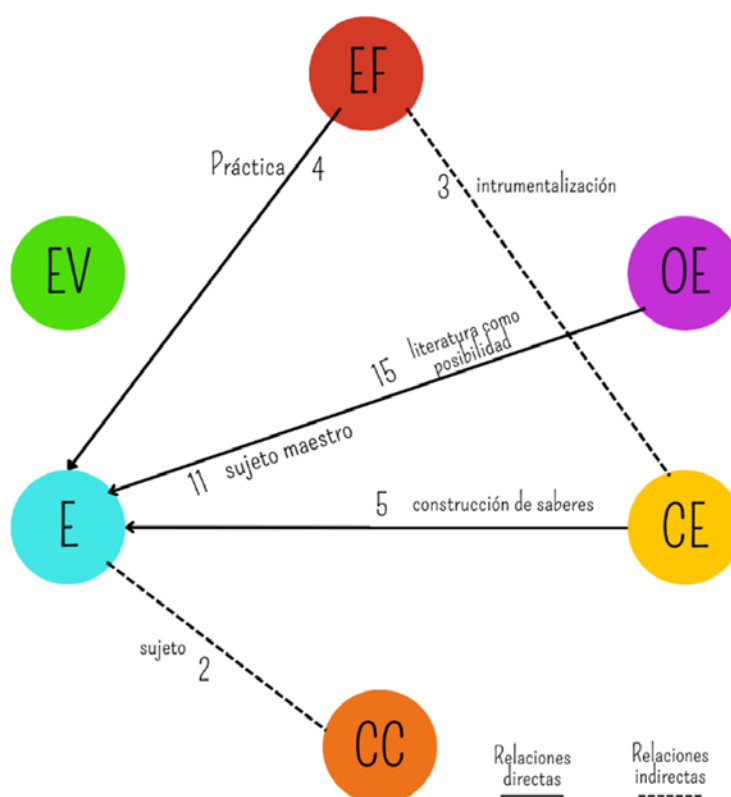 EF
Práctica 4
3 intrumentalización
EV
OE
15 literatura como
posibilidad
11 sujeto maestro
E
5 construcción de saberes
CE
sujeto 2
CC
Relaciones
directas
Relaciones
indirectas